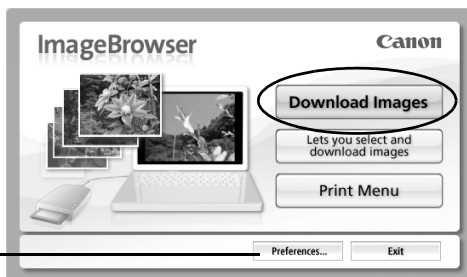 ImageBrowser
Canon
Download Images
Lets you select and
download images
Print Menu
Preferences...
Exit